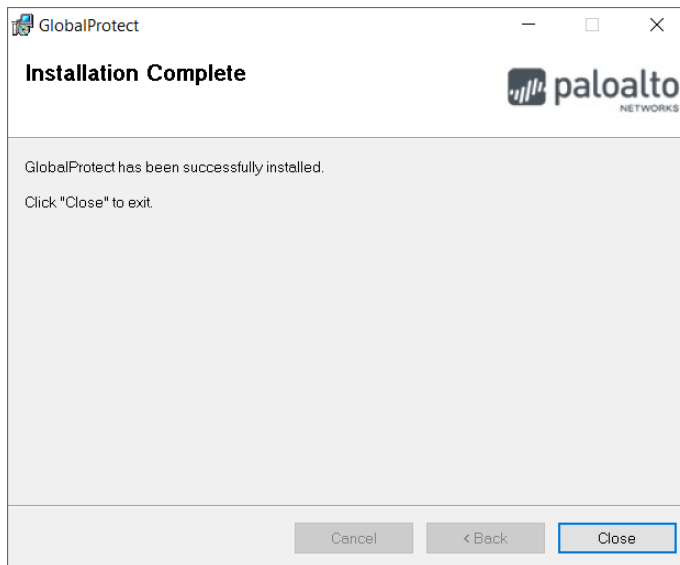 GlobalProtect
Installation Complete
paloalto
NETWORKS
GlobalProtect has been successfully installed.
Click "Close" to exit.
Cancel
< Back
Close